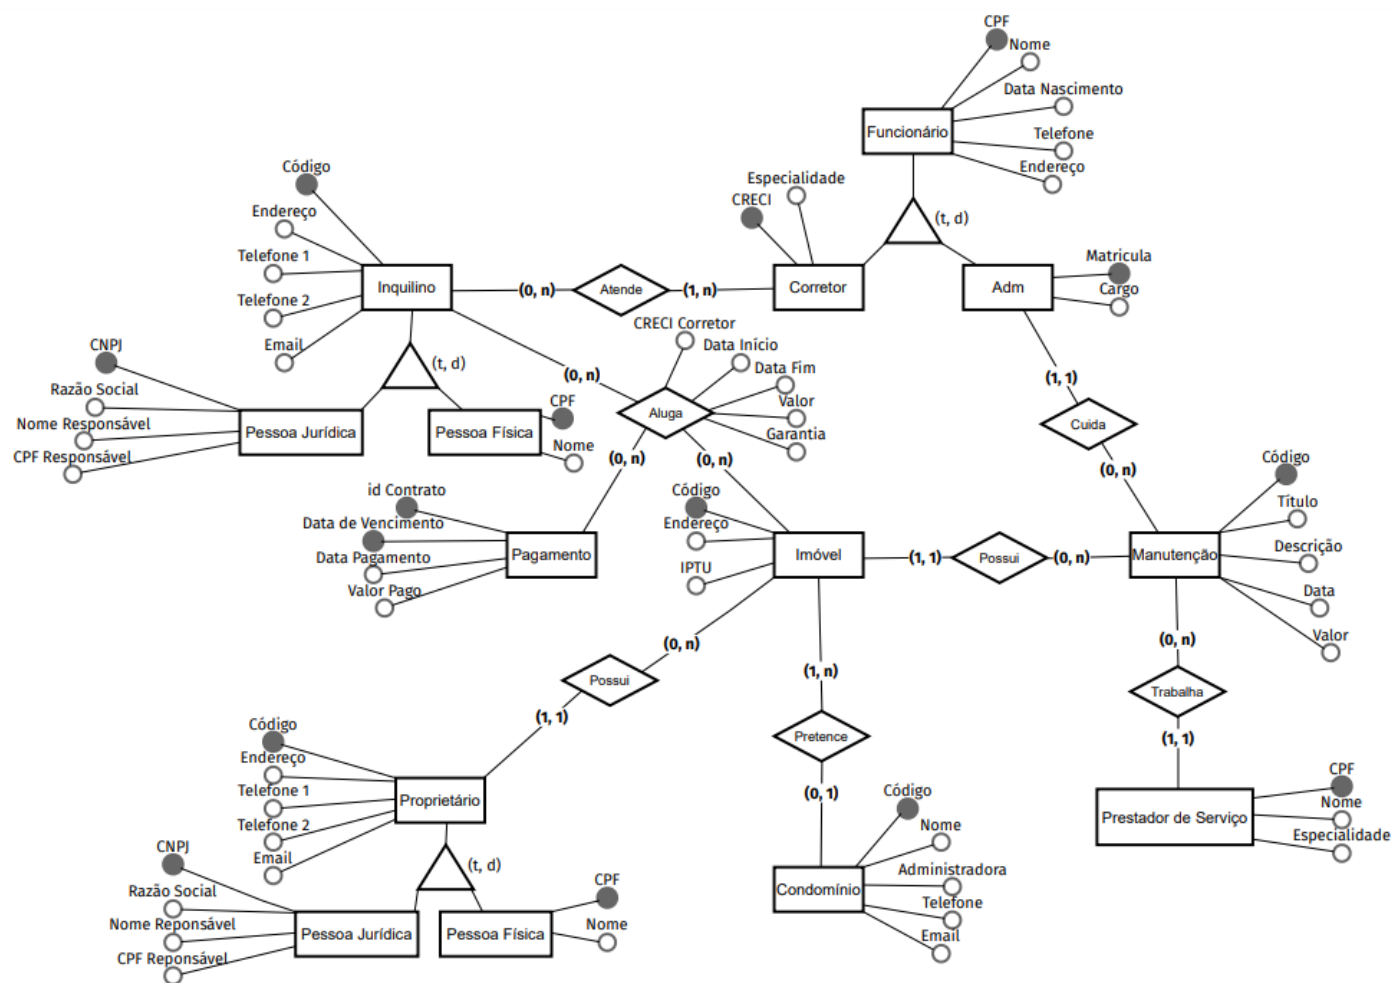 CPF
Nome
Data Nascimento
Funcionário
Telefone
Endereço
Código
Especialidade
CRECI
Endereço
(t, d)
Telefone 1
Matricula
Inquilino
(0, n)
Atende
(1, n)
Corretor
Adm
Cargo
Telefone 2
CRECI Corretor
Email
Data Início
CNPJ
(t, d)
(0, n)
Data Fim
(1, 1)
Razão Social
CPF
Valor
Nome Responsável
Pessoa Jurídica
Pessoa Física
Aluga
Garantia
Cuida
CPF Responsável
Nome
(0, n)
(0, n)
(0, n)
Código
id Contrato
Código
Título
Data de Vencimento
Endereço
Data Pagamento
Pagamento
Imóvel
(1, 1)
Possui
(0, n)
Manutenção
Descrição
IPTU
Valor Pago
Data
(0, n)
(0, n)
Valor
(1, n)
Possui
Trabalha
(1, 1)
Código
Pretence
(1, 1)
Endereço
CPF
Telefone 1
Proprietário
(0, 1)
Código
Nome
Telefone 2
Nome
Prestador de Serviço
Especialidade
CNPJ
Email
(t, d)
Administradora
Razão Social
CPF
Condomínio
Telefone
Nome Reponsável
Pessoa Jurídica
Pessoa Física
Nome
Email
CPF Reponsável